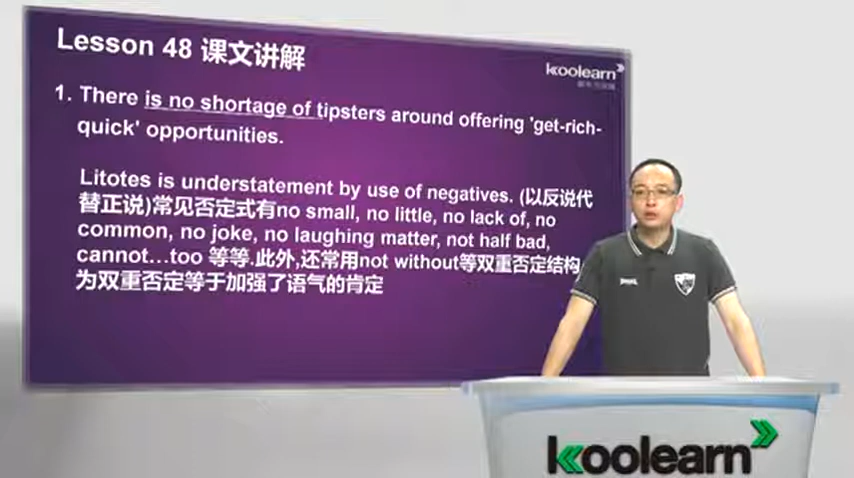 Lesson 48 课文讲解
koolearn
1. There is no shortage of tipsters around offering 'get-rich-
quick' opportunities.
Litotes is understatement by use of negatives. (以反说代
替正说)常见否定式有no small, no little, no lack of, no
common, no joke, no laughing matter, not half bad,
cannot…too 等等.此外,还常用not without等双重否定结构,
为双重否定等于加强了语气的肯定
koolearn